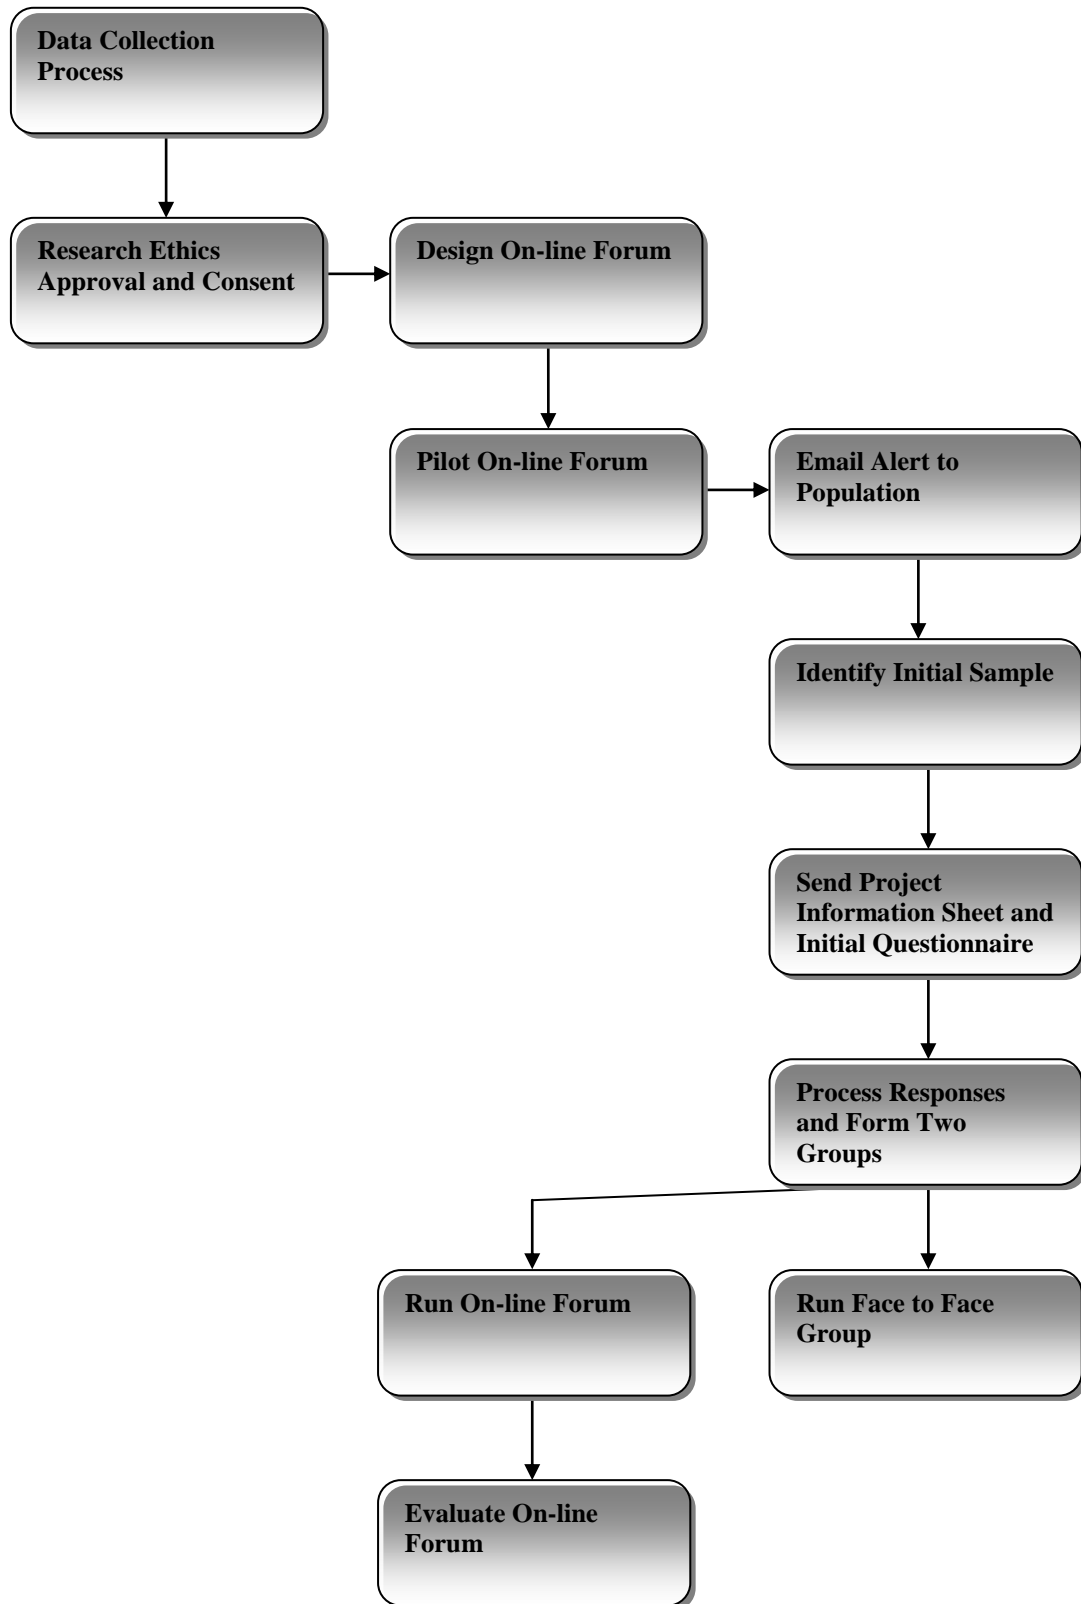 Data Collection
Process
Research Ethics
Approval and Consent
Design On-line Forum
Pilot On-line Forum
Email Alert to
Population
Identify Initial Sample
Send Project
Information Sheet and
Initial Questionnaire
Process Responses
and Form Two
Groups
Run On-line Forum
Run Face to Face
Group
Evaluate On-line
Forum